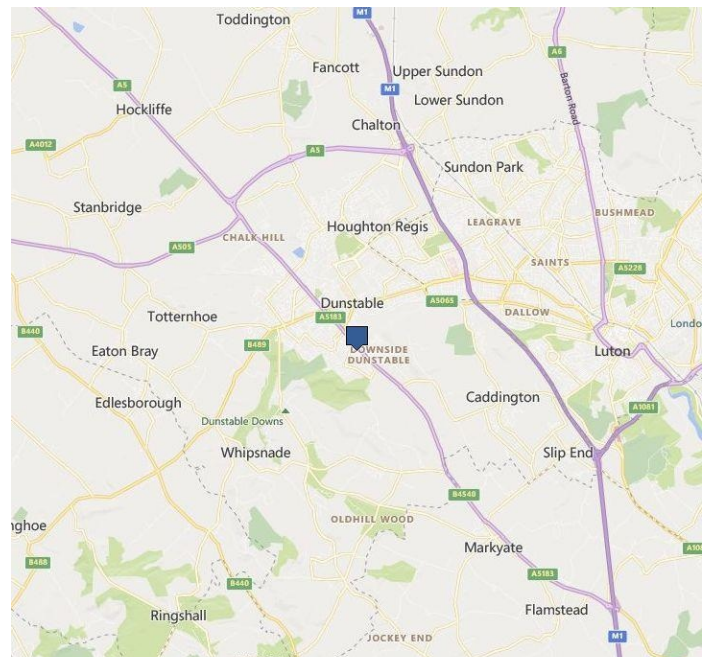 M1
Toddington
A6
Fancott
Upper Sundon
A5
M1
Lower Sundon
Barton Road
Hockliffe
Chalton
A4012
A5
Sundon Park
Stanbridge
BUSHMEAD
LEAGRAVE
Houghton Regis
CHALK HILL
A505
SAINTS
A5228
Dunstable
A5065
Totternhoe
A5183
DALLOW
London
B440
B489
DOWNSIDE
DUNSTABLE
Luton
Eaton Bray
Caddington
Edlesborough
A1081
Dunstable Downs
Whipsnade
Slip End
B4540
OLDHILL WOOD
nghoe
Markyate
A108
B488
A5183
B440
Ringshall
Flamstead
JOCKEY END
M1